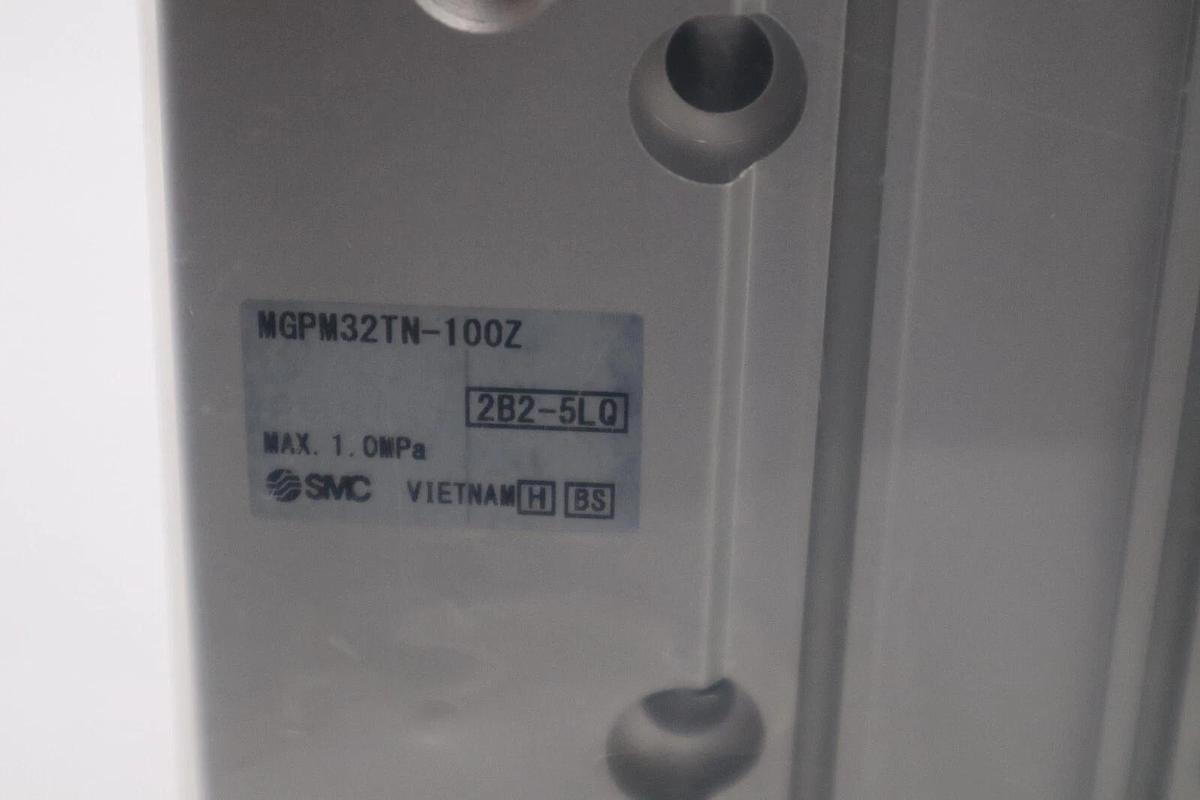 MGPM32TN-100Z
2B2-5LQ
MAX. 1.0MPa
SMC VIETNAM H BS